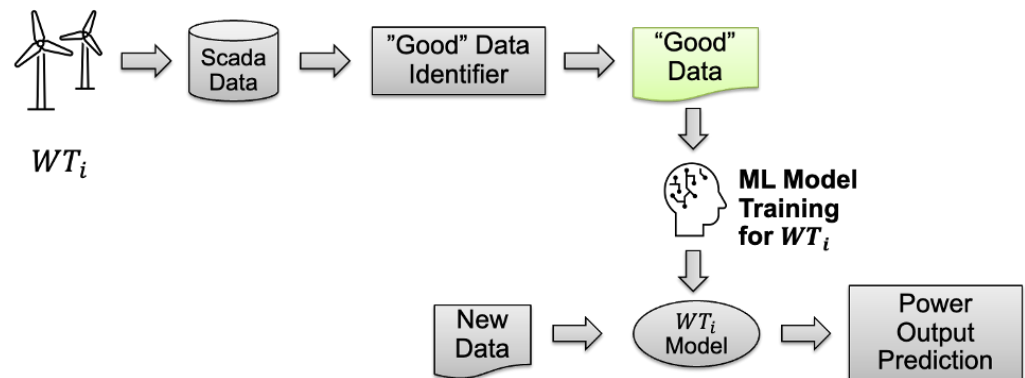 Scada
Data
"Good" Data
Identifier
“Good”
Data
WTᵢ
ML Model
Training
for WTᵢ
New
Data
WTᵢ
Model
Power
Output
Prediction